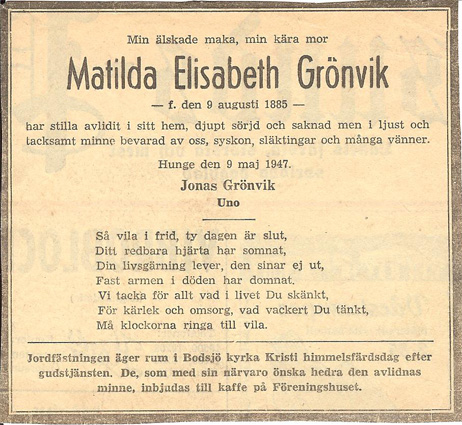 Min älskade maka, min kära mor
Matilda Elisabeth Grönvik
— f. den 9 augusti 1885 —
har stilla avlidit i sitt hem, djupt sörjd och saknad men i ljust och
tacksamt minne bevarad av oss, syskon, släktingar och många vänner.
Hunge den 9 maj 1947.
Jonas Grönvik
Uno
Så vila i frid, ty dagen är slut,
Ditt redbara hjärta har somnat,
Din livsgärning lever, den sinar ej ut,
Fast armen i döden har domnat.
Vi tacka för allt vad i livet Du skänkt,
För kärlek och omsorg, vad vackert Du tänkt,
Må klockorna ringa till vila.
Jordfästningen äger rum i Bodsjö kyrka Kristi himmelsfärdsdag efter
gudstjänsten. De, som med sin närvaro önska hedra den avlidnas
minne, inbjudas till kaffe på Föreningshuset.